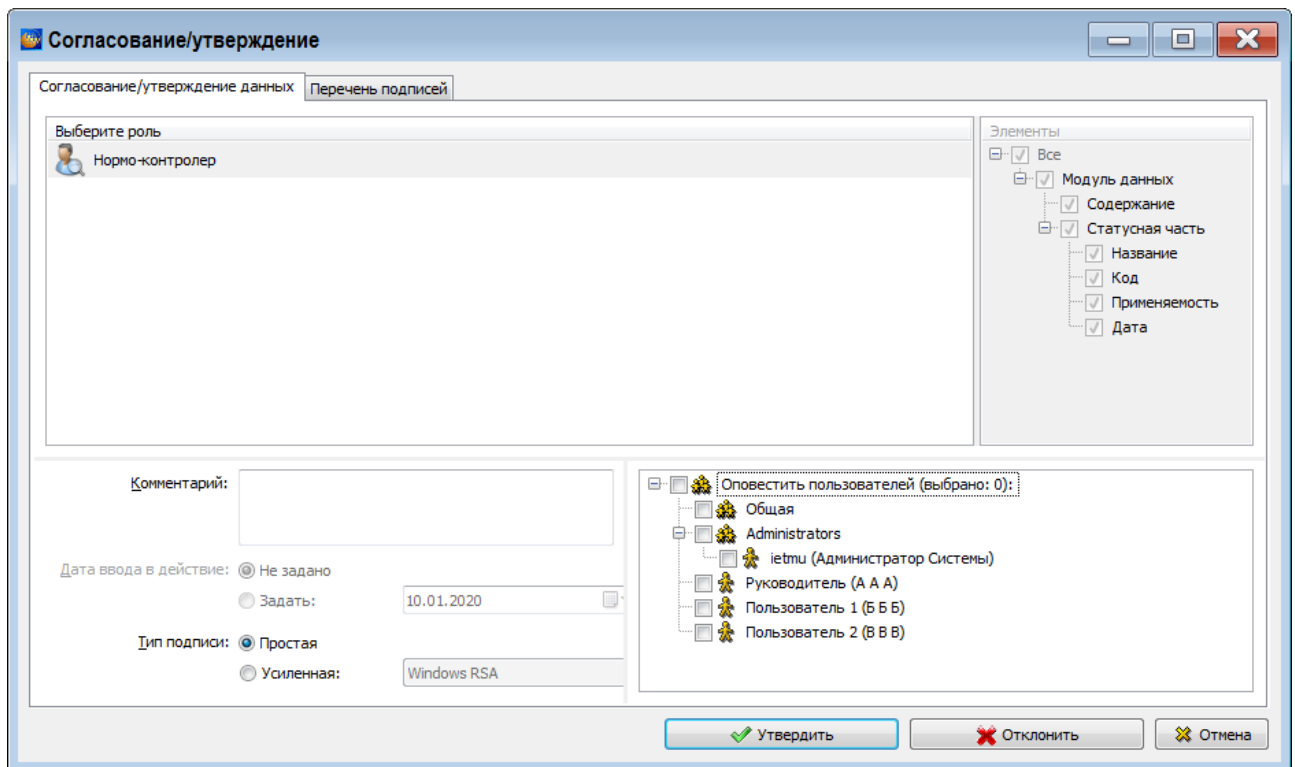 Согласование/утверждение
Согласование/утверждение данных
Перечень подписей
Выберите роль
Нормо-контролер
Элементы
Все
Модуль данных
Содержание
Статусная часть
Название
Код
Применяемость
Дата
Комментарий:
Дата ввода в действие:
Не задано
Задать:
10.01.2020
Тип подписи:
Простая
Усиленная:
Windows RSA
Оповестить пользователей (выбрано: 0):
Общая
Administrators
ietmu (Администратор Системы)
Руководитель (А А А)
Пользователь 1 (Б Б Б)
Пользователь 2 (В В В)
Утвердить
Отклонить
Отмена